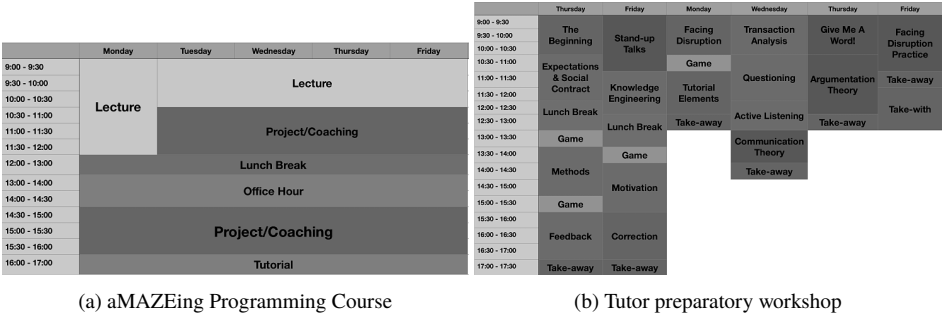 Monday Tuesday Wednesday Thursday Friday
9:00 - 9:30
9:30 - 10:00
10:00 - 10:30
10:30 - 11:00
11:00 - 11:30
11:30 - 12:00
12:00 - 13:00
13:00 - 14:00
14:00 - 14:30
14:30 - 15:00
15:00 - 15:30
15:30 - 16:00
16:00 - 17:00
Lecture
Lecture
Project/Coaching
Lunch Break
Office Hour
Project/Coaching
Tutorial
(a) aMAZEing Programming Course
Thursday Friday Monday Wednesday Thursday Friday
9:00 - 9:30
9:30 - 10:00
10:00 - 10:30
10:30 - 11:00
11:00 - 11:30
11:30 - 12:00
12:00 - 12:30
12:30 - 13:00
13:00 - 13:30
13:30 - 14:00
14:00 - 14:30
14:30 - 15:00
15:00 - 15:30
15:30 - 16:00
16:00 - 16:30
16:30 - 17:00
17:00 - 17:30
The
Beginning
Expectations
& Social
Contract
Lunch Break
Game
Methods
Game
Feedback
Take-away
Stand-up
Talks
Knowledge
Engineering
Lunch Break
Game
Motivation
Correction
Take-away
Facing
Disruption
Game
Tutorial
Elements
Take-away
Transaction
Analysis
Questioning
Active Listening
Communication
Theory
Take-away
Give Me A
Word!
Argumentation
Theory
Take-away
Facing
Disruption
Practice
Take-away
Take-with
(b) Tutor preparatory workshop